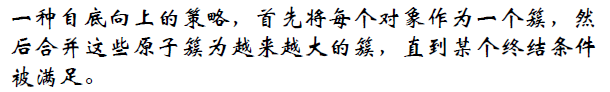 一种自底向上的策略，首先将每个对象作为一个簇，然
后合并这些原子簇为越来越大的簇，直到某个终结条件
被满足。